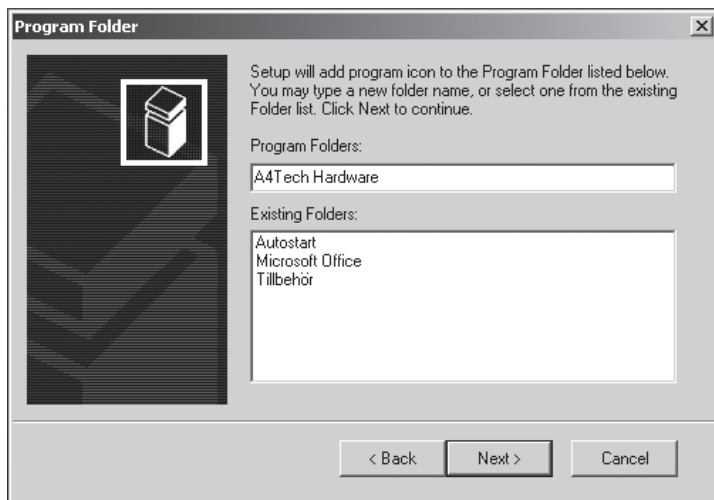 Program Folder
Setup will add program icon to the Program Folder listed below.
You may type a new folder name, or select one from the existing
Folder list. Click Next to continue.
Program Folders:
A4Tech Hardware
Existing Folders:
Autostart
Microsoft Office
Tillbehör
< Back
Next >
Cancel